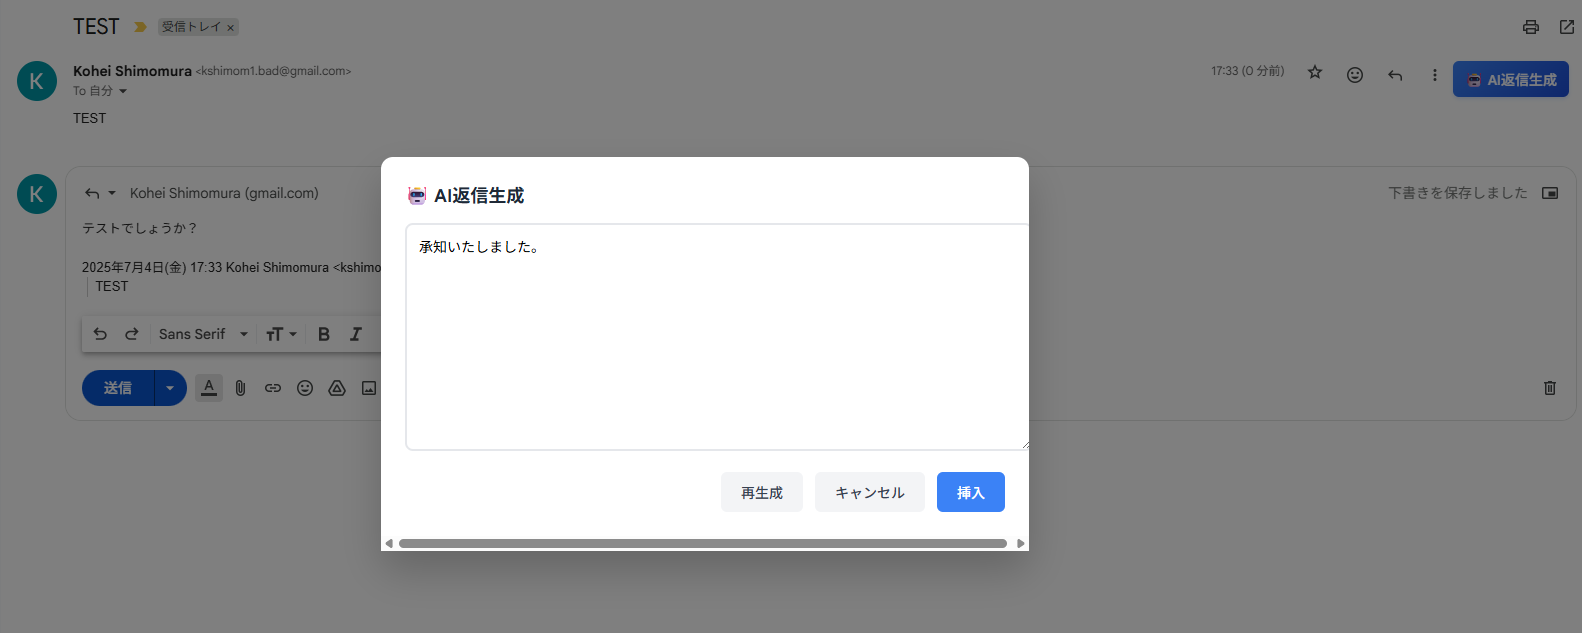 TEST 受信トレイ ×
Kohei Shimomura <kshimom1.bad@gmail.com>
17:33 (0 分前)
AI返信生成
To 自分
TEST
K
K
Kohei Shimomura (gmail.com)
下書きを保存しました
テストでしょうか？
2025年7月4日(金) 17:33 Kohei Shimomura <kshimo
TEST
Sans Serif
送信
AI返信生成
承知いたしました。
再生成
キャンセル
挿入